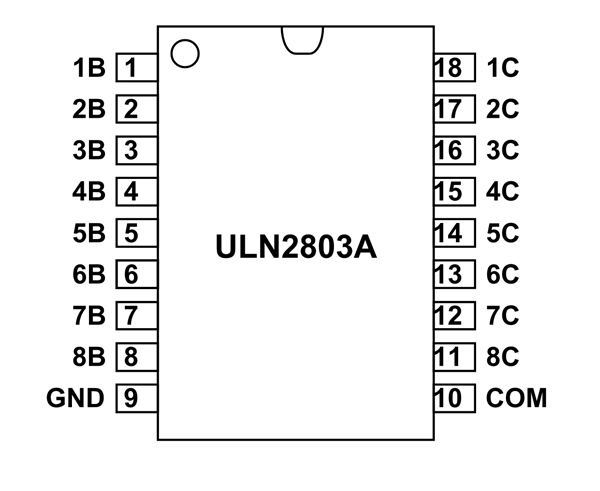 1B 1 18 1C
2B 2 17 2C
3B 3 16 3C
4B 4 15 4C
5B 5 14 5C
ULN2803A
6B 6 13 6C
7B 7 12 7C
8B 8 11 8C
GND 9 10 COM